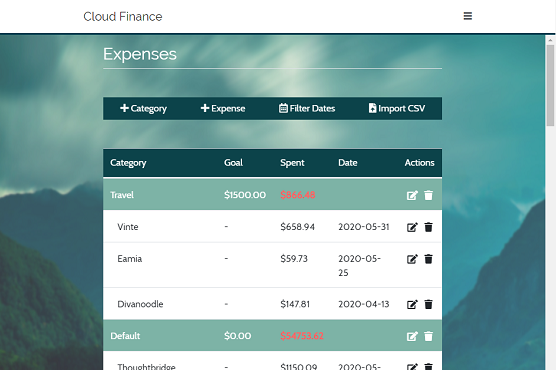 Cloud Finance
Expenses
Category Expense Filter Dates Import CSV
Category Goal Spent Date Actions
Travel $1500.00 $866.48
Vinte - $658.94 2020-05-31
Eamia - $59.73 2020-05-
25
Divanoodle - $147.81 2020-04-13
Default $0.00 $54753.62
Thoughtbridge $1150.09 2020-05-